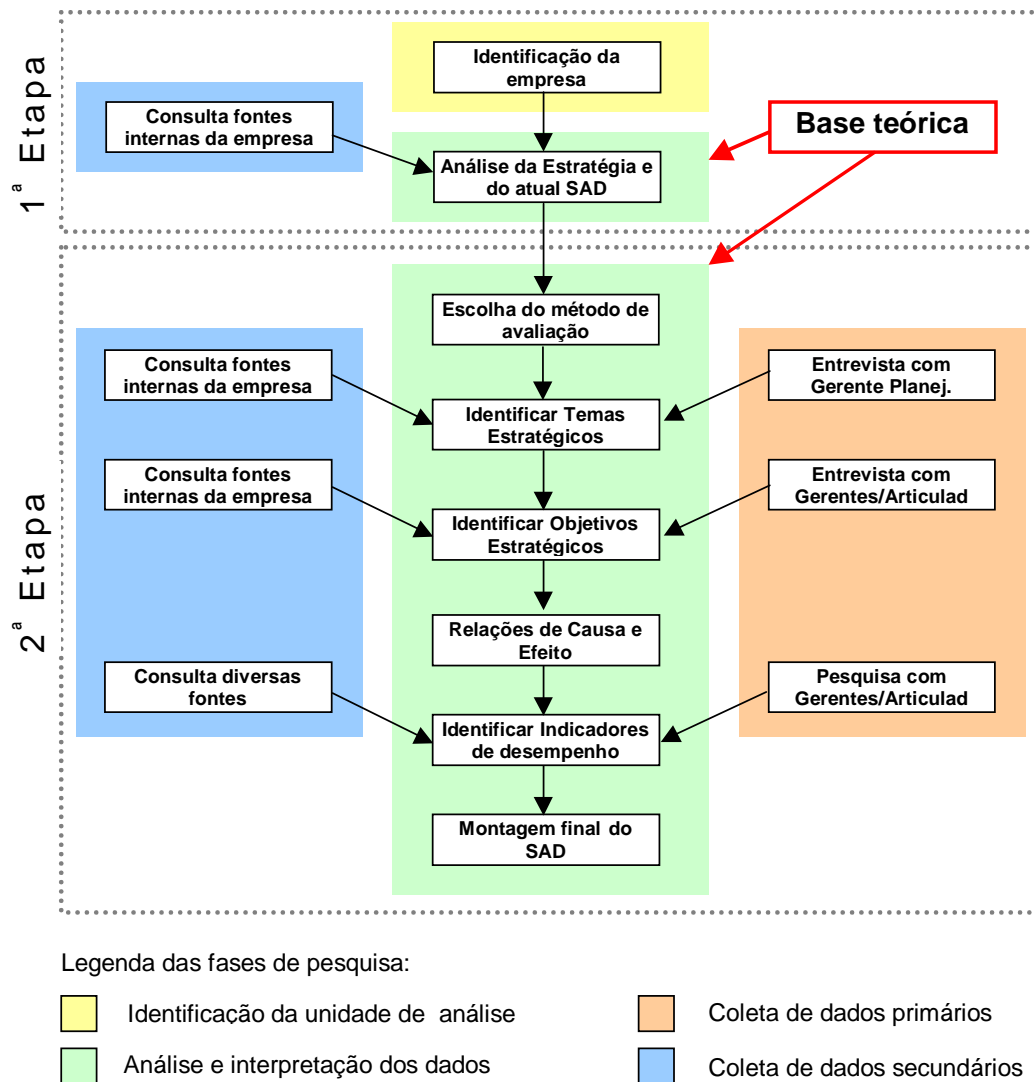 1ª Etapa
Identificação da
empresa
Consulta fontes
internas da empresa
Base teórica
Análise da Estratégia e
do atual SAD
2ª Etapa
Escolha do método de
avaliação
Consulta fontes
internas da empresa
Entrevista com
Gerente Planej.
Identificar Temas
Estratégicos
Consulta fontes
internas da empresa
Entrevista com
Gerentes/Articulad
Identificar Objetivos
Estratégicos
Relações de Causa e
Efeito
Consulta diversas
fontes
Pesquisa com
Gerentes/Articulad
Identificar Indicadores
de desempenho
Montagem final do
SAD
Legenda das fases de pesquisa:
Identificação da unidade de análise
Coleta de dados primários
Análise e interpretação dos dados
Coleta de dados secundários